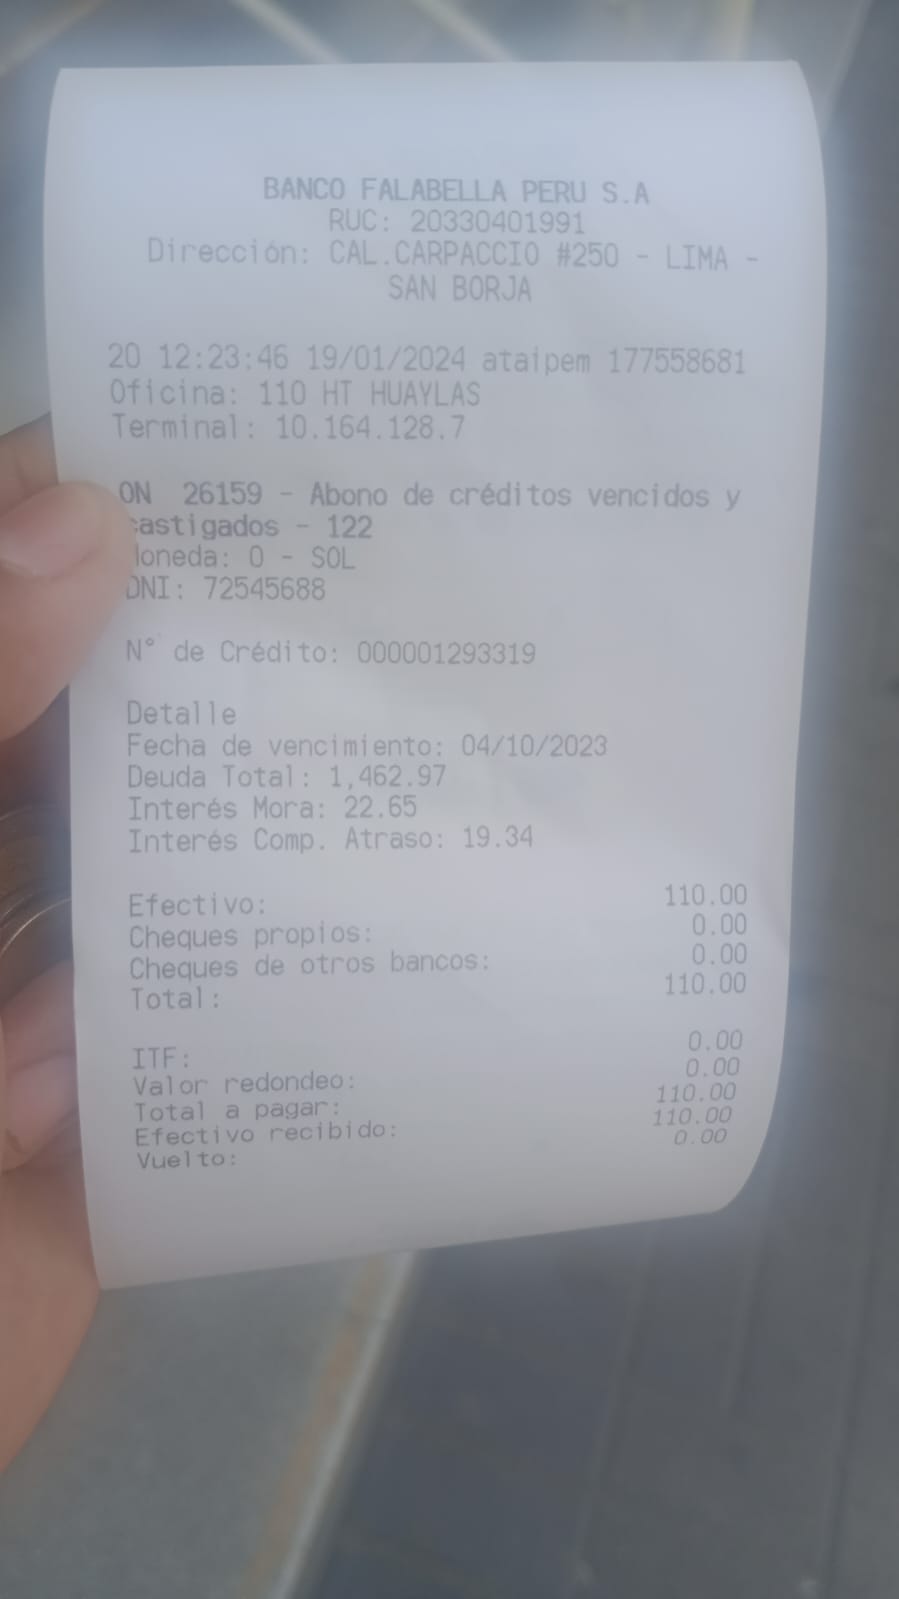 BANCO FALABELLA PERU S.A
RUC: 20330401991
Dirección: CAL.CARPACCIO #250 - LIMA -
SAN BORJA
20 12:23:46 19/01/2024 ataipem 177558681
Oficina: 110 HT HUAYLAS
Terminal: 10.164.128.7
ON 26159 - Abono de créditos vencidos y
castigados - 122
Moneda: 0 - SOL
DNI: 72545688
N° de Crédito: 000001293319
Detalle
Fecha de vencimiento: 04/10/2023
Deuda Total: 1,462.97
Interés Mora: 22.65
Interés Comp. Atraso: 19.34
Efectivo: 110.00
Cheques propios: 0.00
Cheques de otros bancos: 0.00
Total: 110.00
ITF: 0.00
Valor redondeo: 0.00
Total a pagar: 110.00
Efectivo recibido: 110.00
Vuelto: 0.00